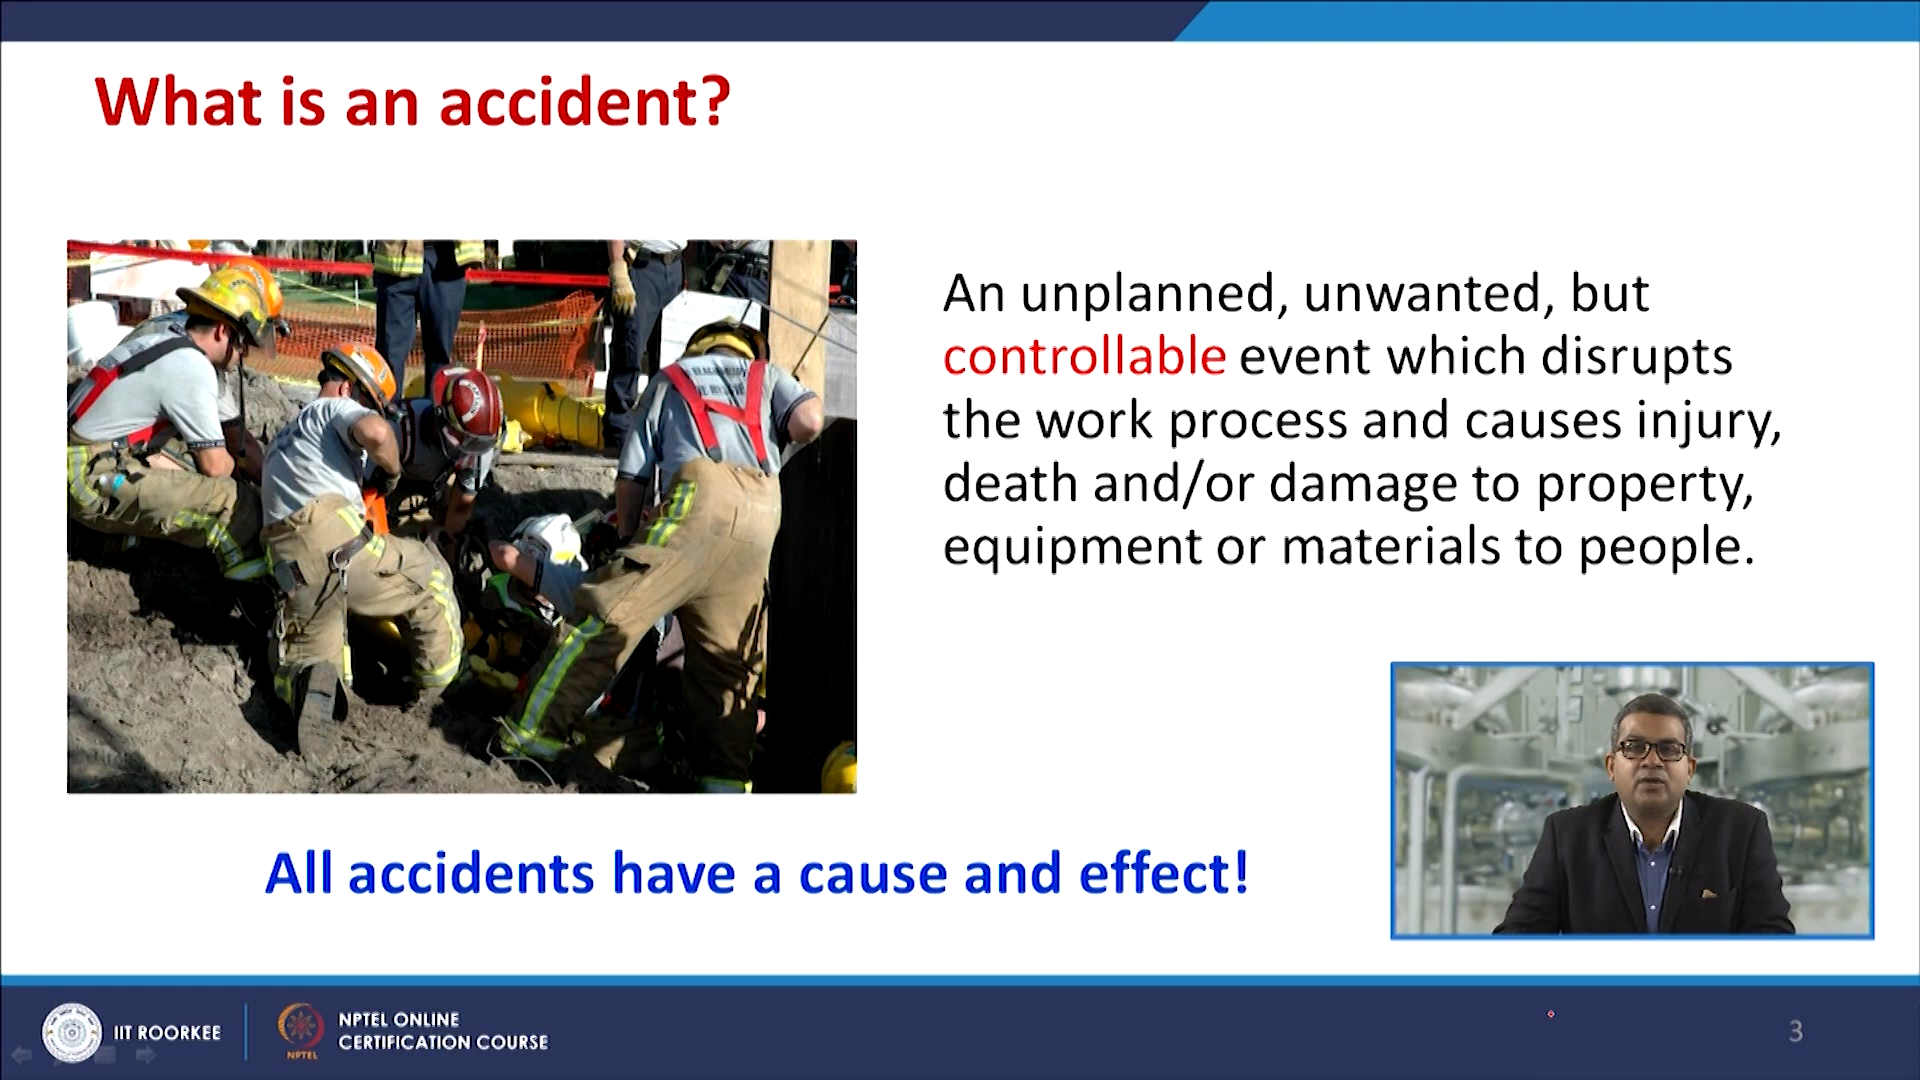 What is an accident?
An unplanned, unwanted, but
controllable event which disrupts
the work process and causes injury,
death and/or damage to property,
equipment or materials to people.
All accidents have a cause and effect!
IIT ROORKEE
NPTEL
NPTEL ONLINE
CERTIFICATION COURSE
3